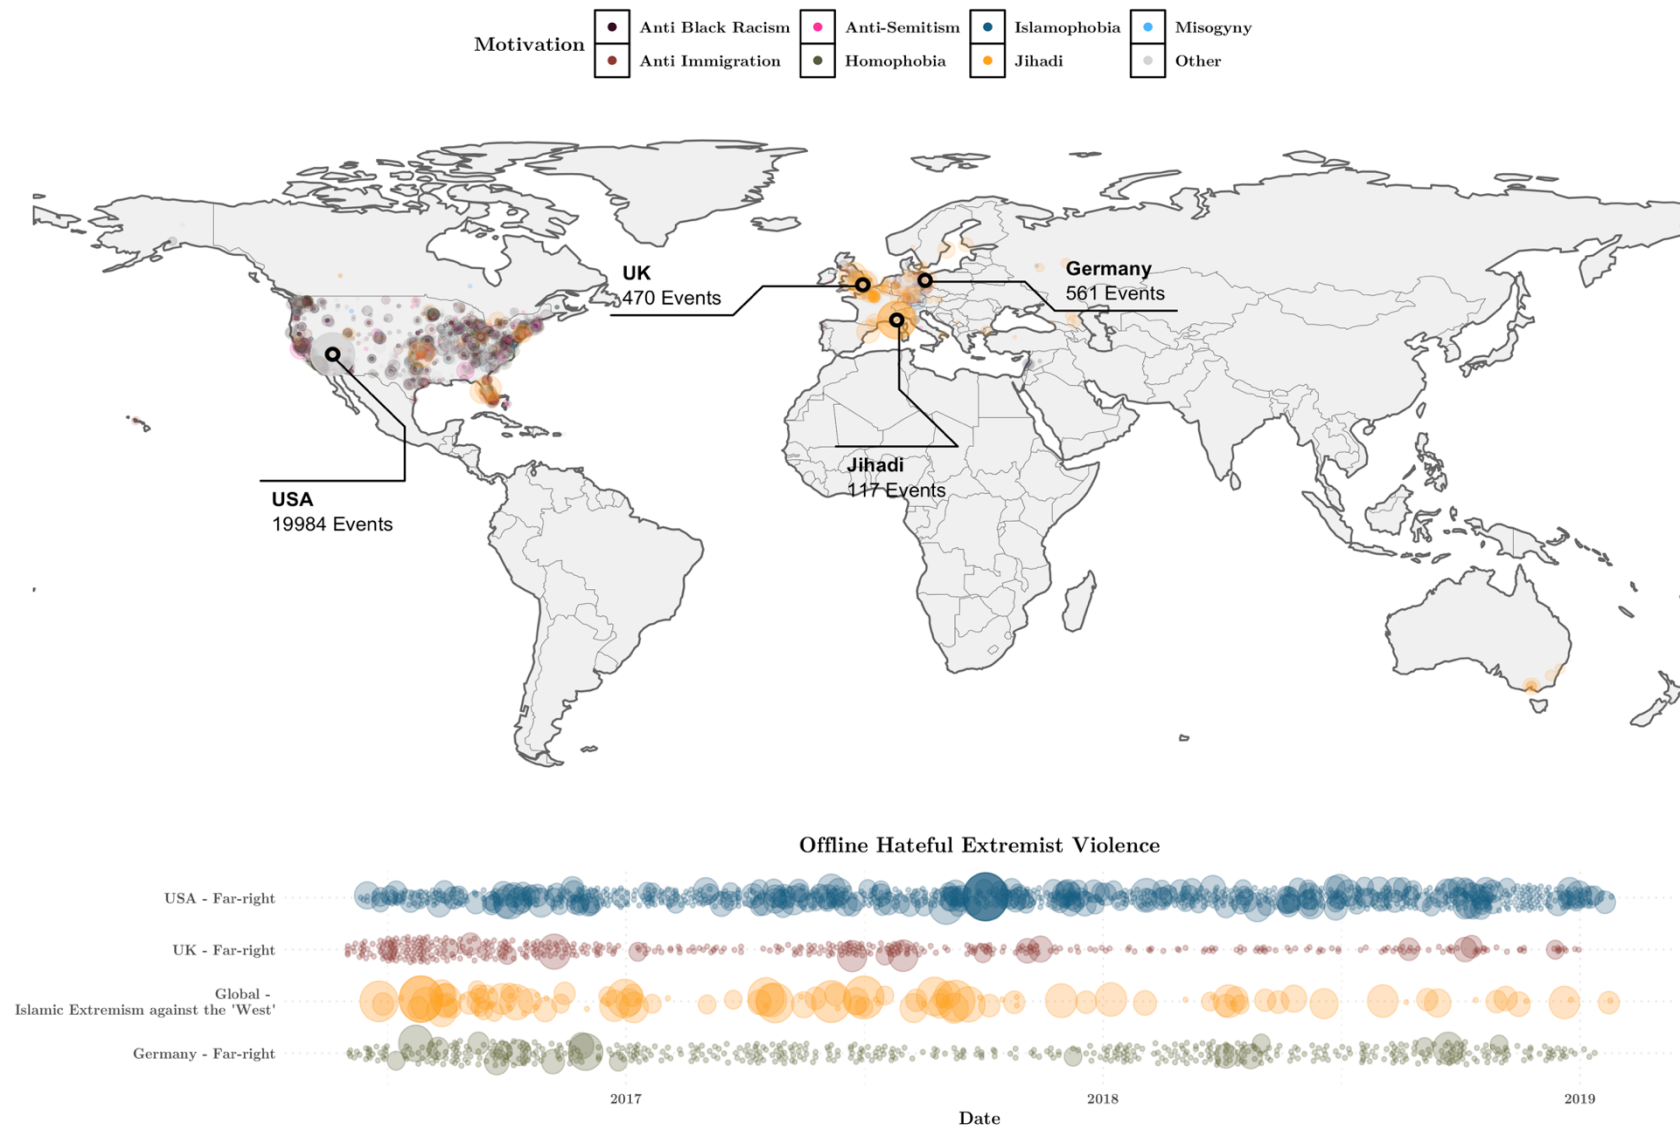 Motivation
Anti Black Racism
Anti-Semitism
Islamophobia
Misogyny
Anti Immigration
Homophobia
Jihadi
Other
UK
470 Events
Germany
561 Events
Jihadi
117 Events
USA
19984 Events
Offline Hateful Extremist Violence
USA - Far-right
UK - Far-right
Global -
Islamic Extremism against the 'West'
Germany - Far-right
2017
2018
2019
Date